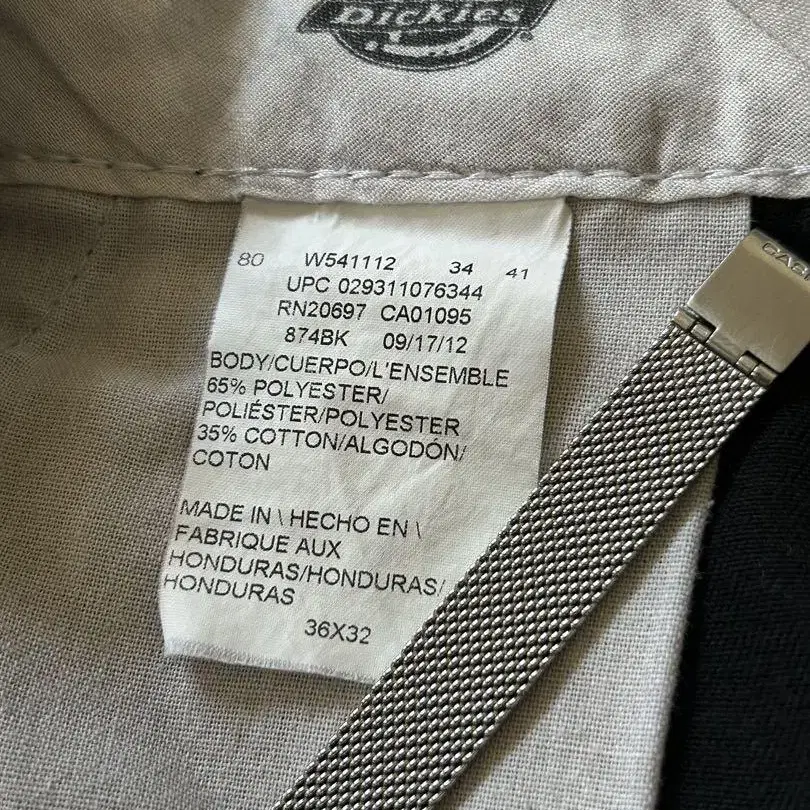 DICKIES
80 W541112 34 41
UPC 029311076344
RN20697 CA01095
874BK 09/17/12
BODY/CUERPO/L'ENSEMBLE
65% POLYESTER/
POLIÉSTER/POLYESTER
35% COTTON/ALGODÓN/
COTON
MADE IN \ HECHO EN \
FABRIQUE AUX
HONDURAS/HONDURAS/
HONDURAS
36X32